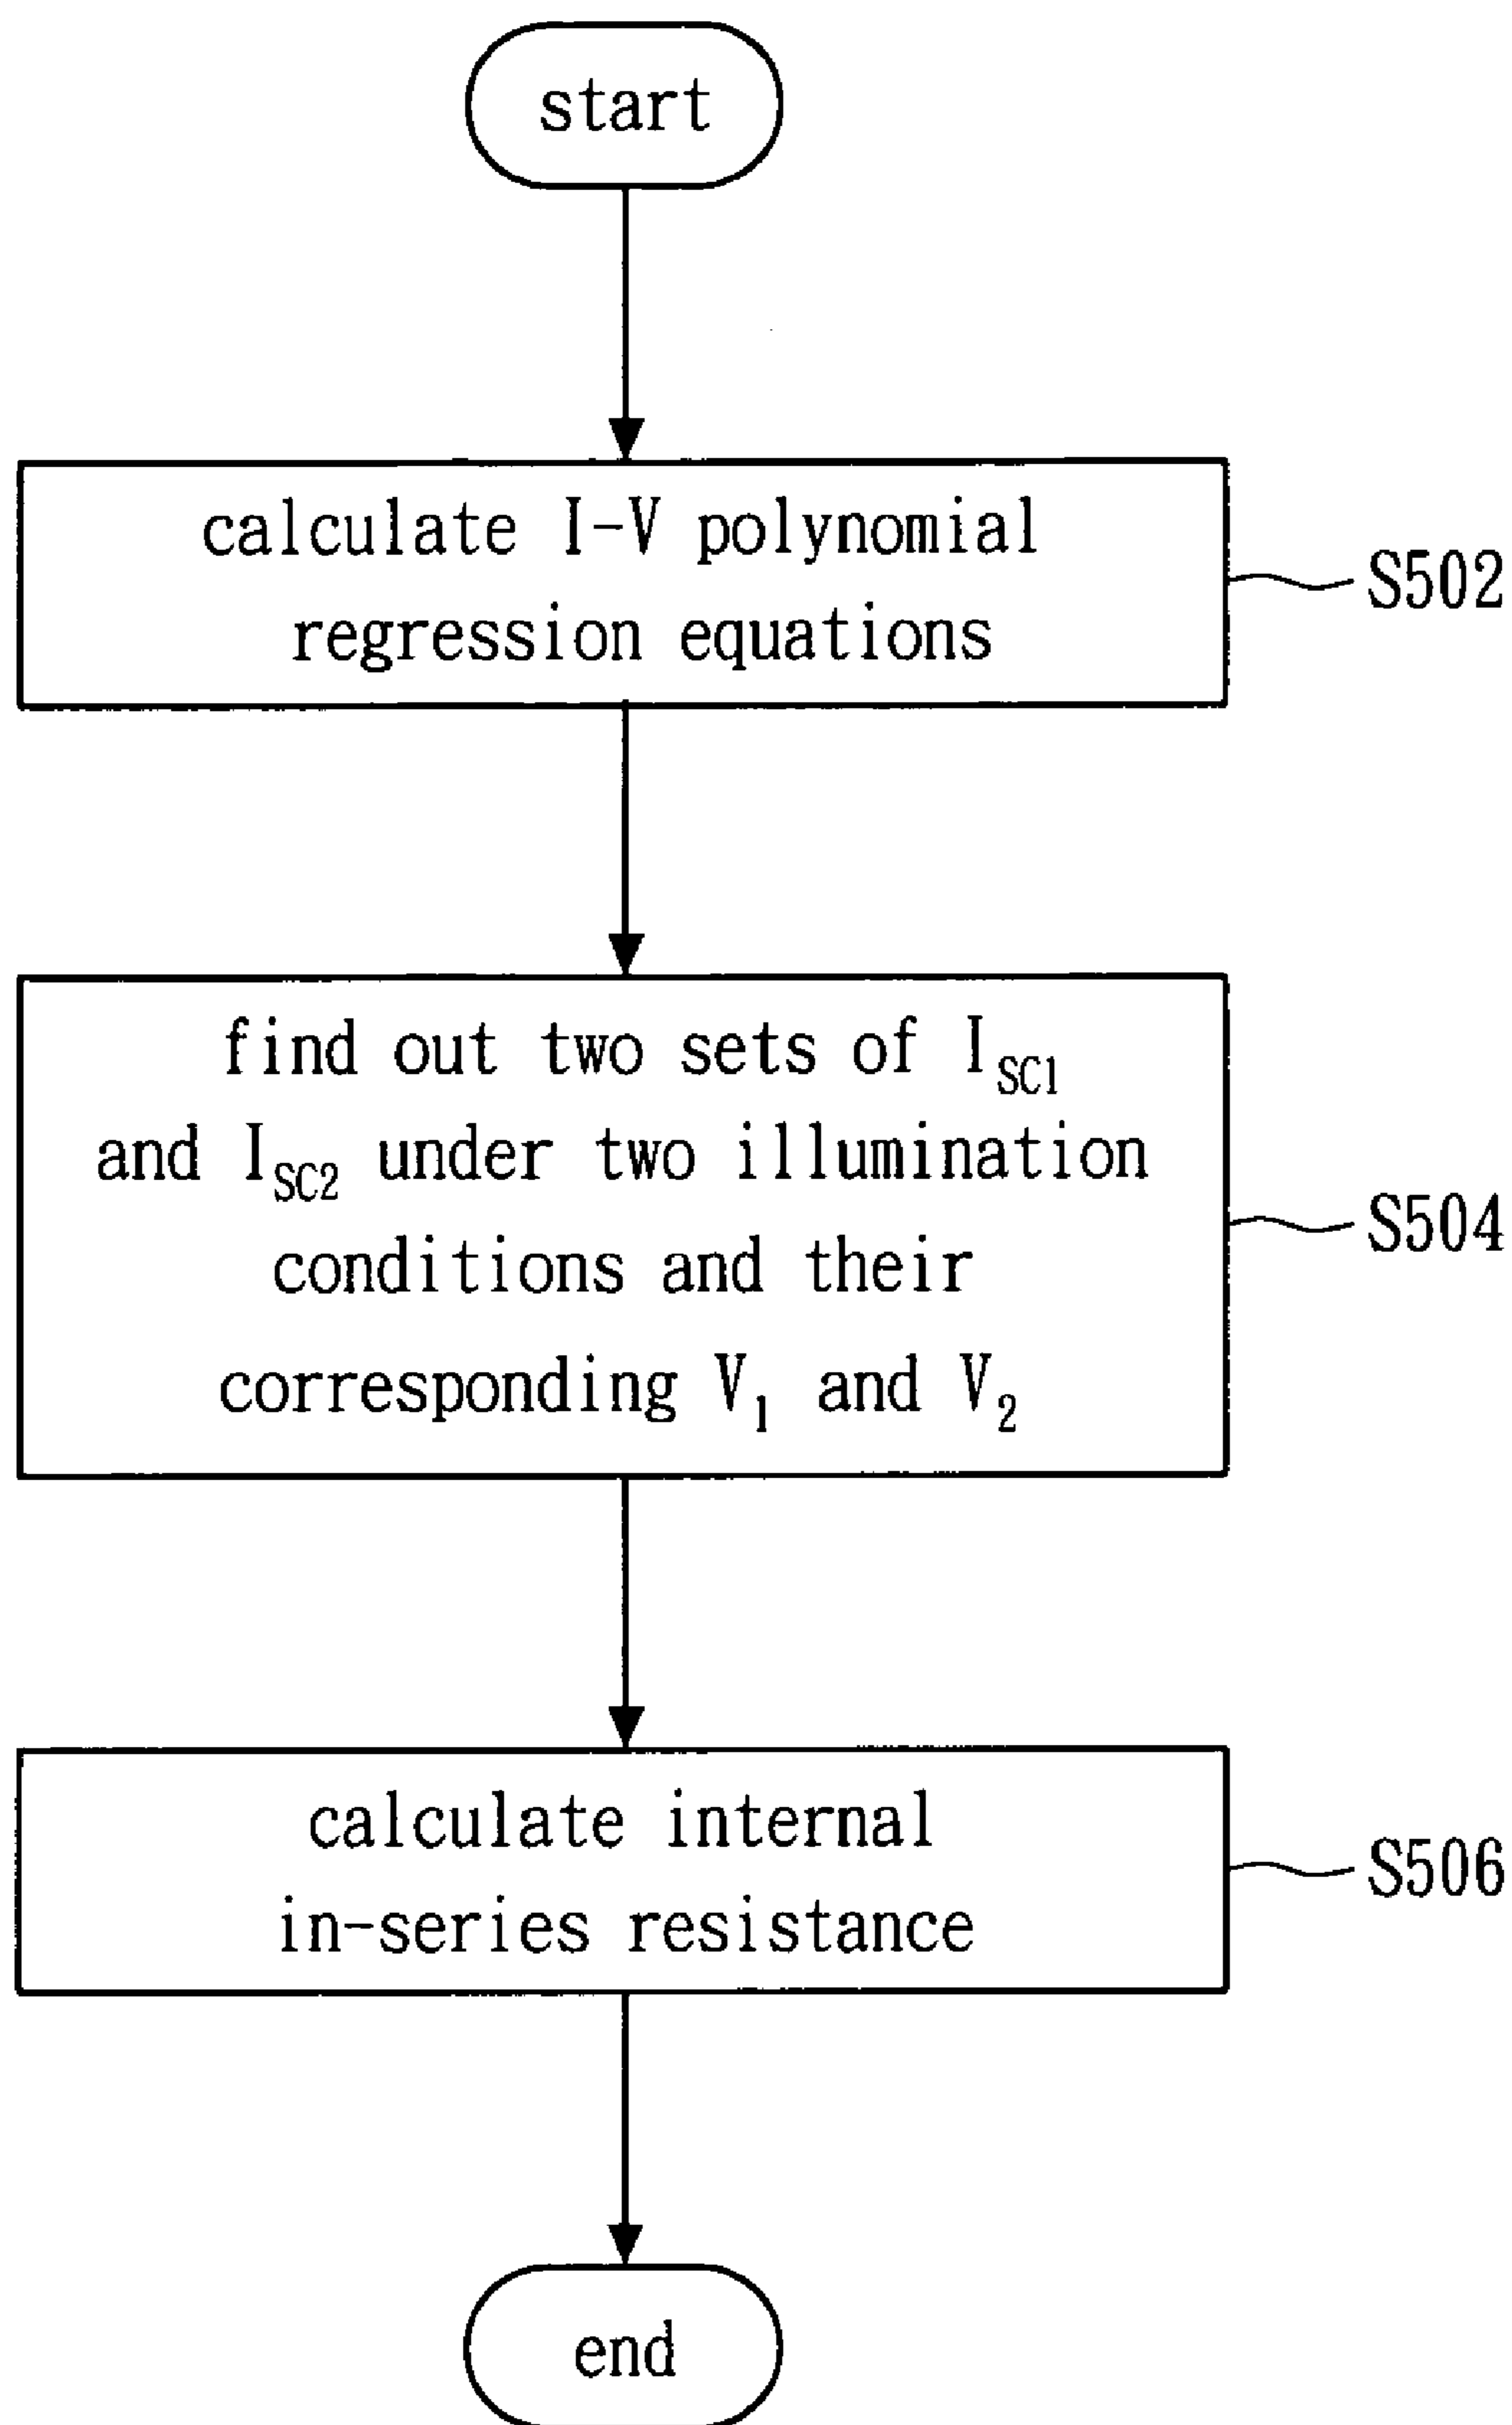 start
calculate I-V polynomial
regression equations
S502
find out two sets of I_SC1
and I_SC2 under two illumination
conditions and their
corresponding V_1 and V_2
S504
calculate internal
in-series resistance
S506
end